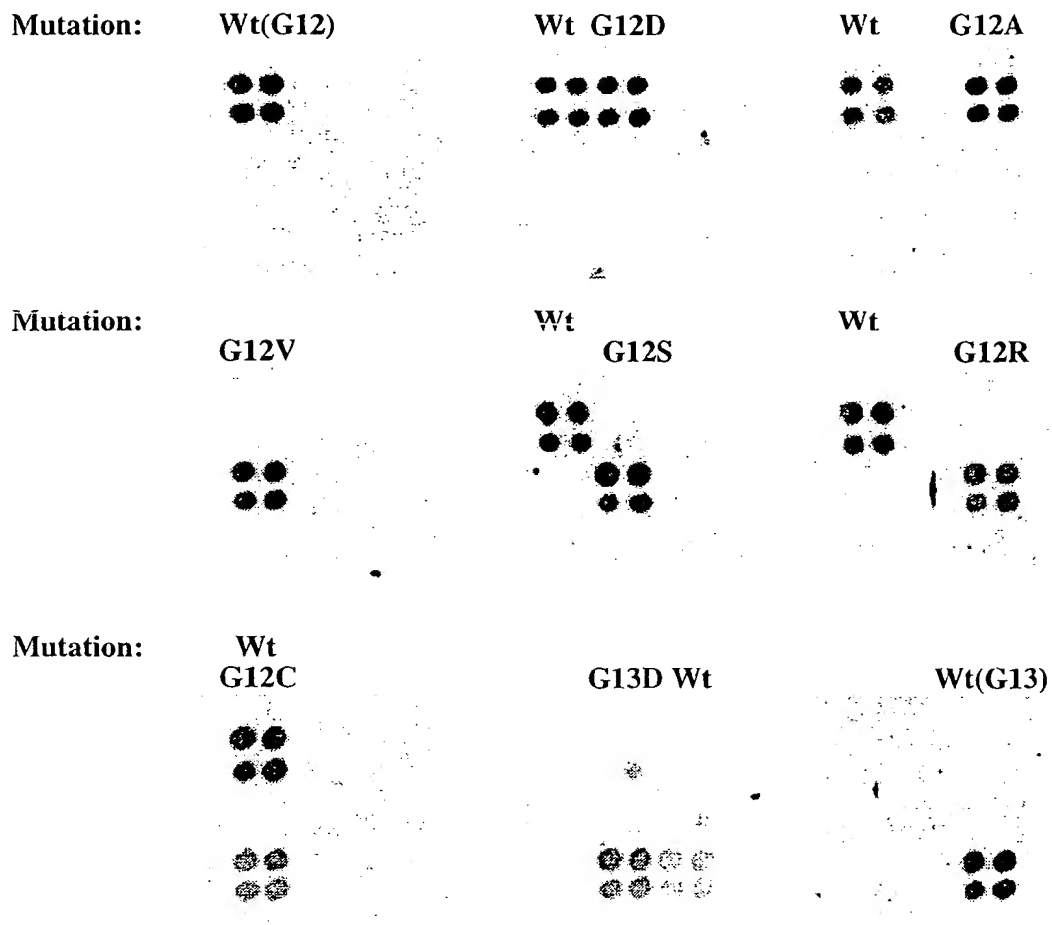 Mutation: Wt(G12) Wt G12D Wt G12A
Mutation: Wt Wt
G12V G12S G12R
Mutation: Wt
G12C G13D Wt Wt(G13)